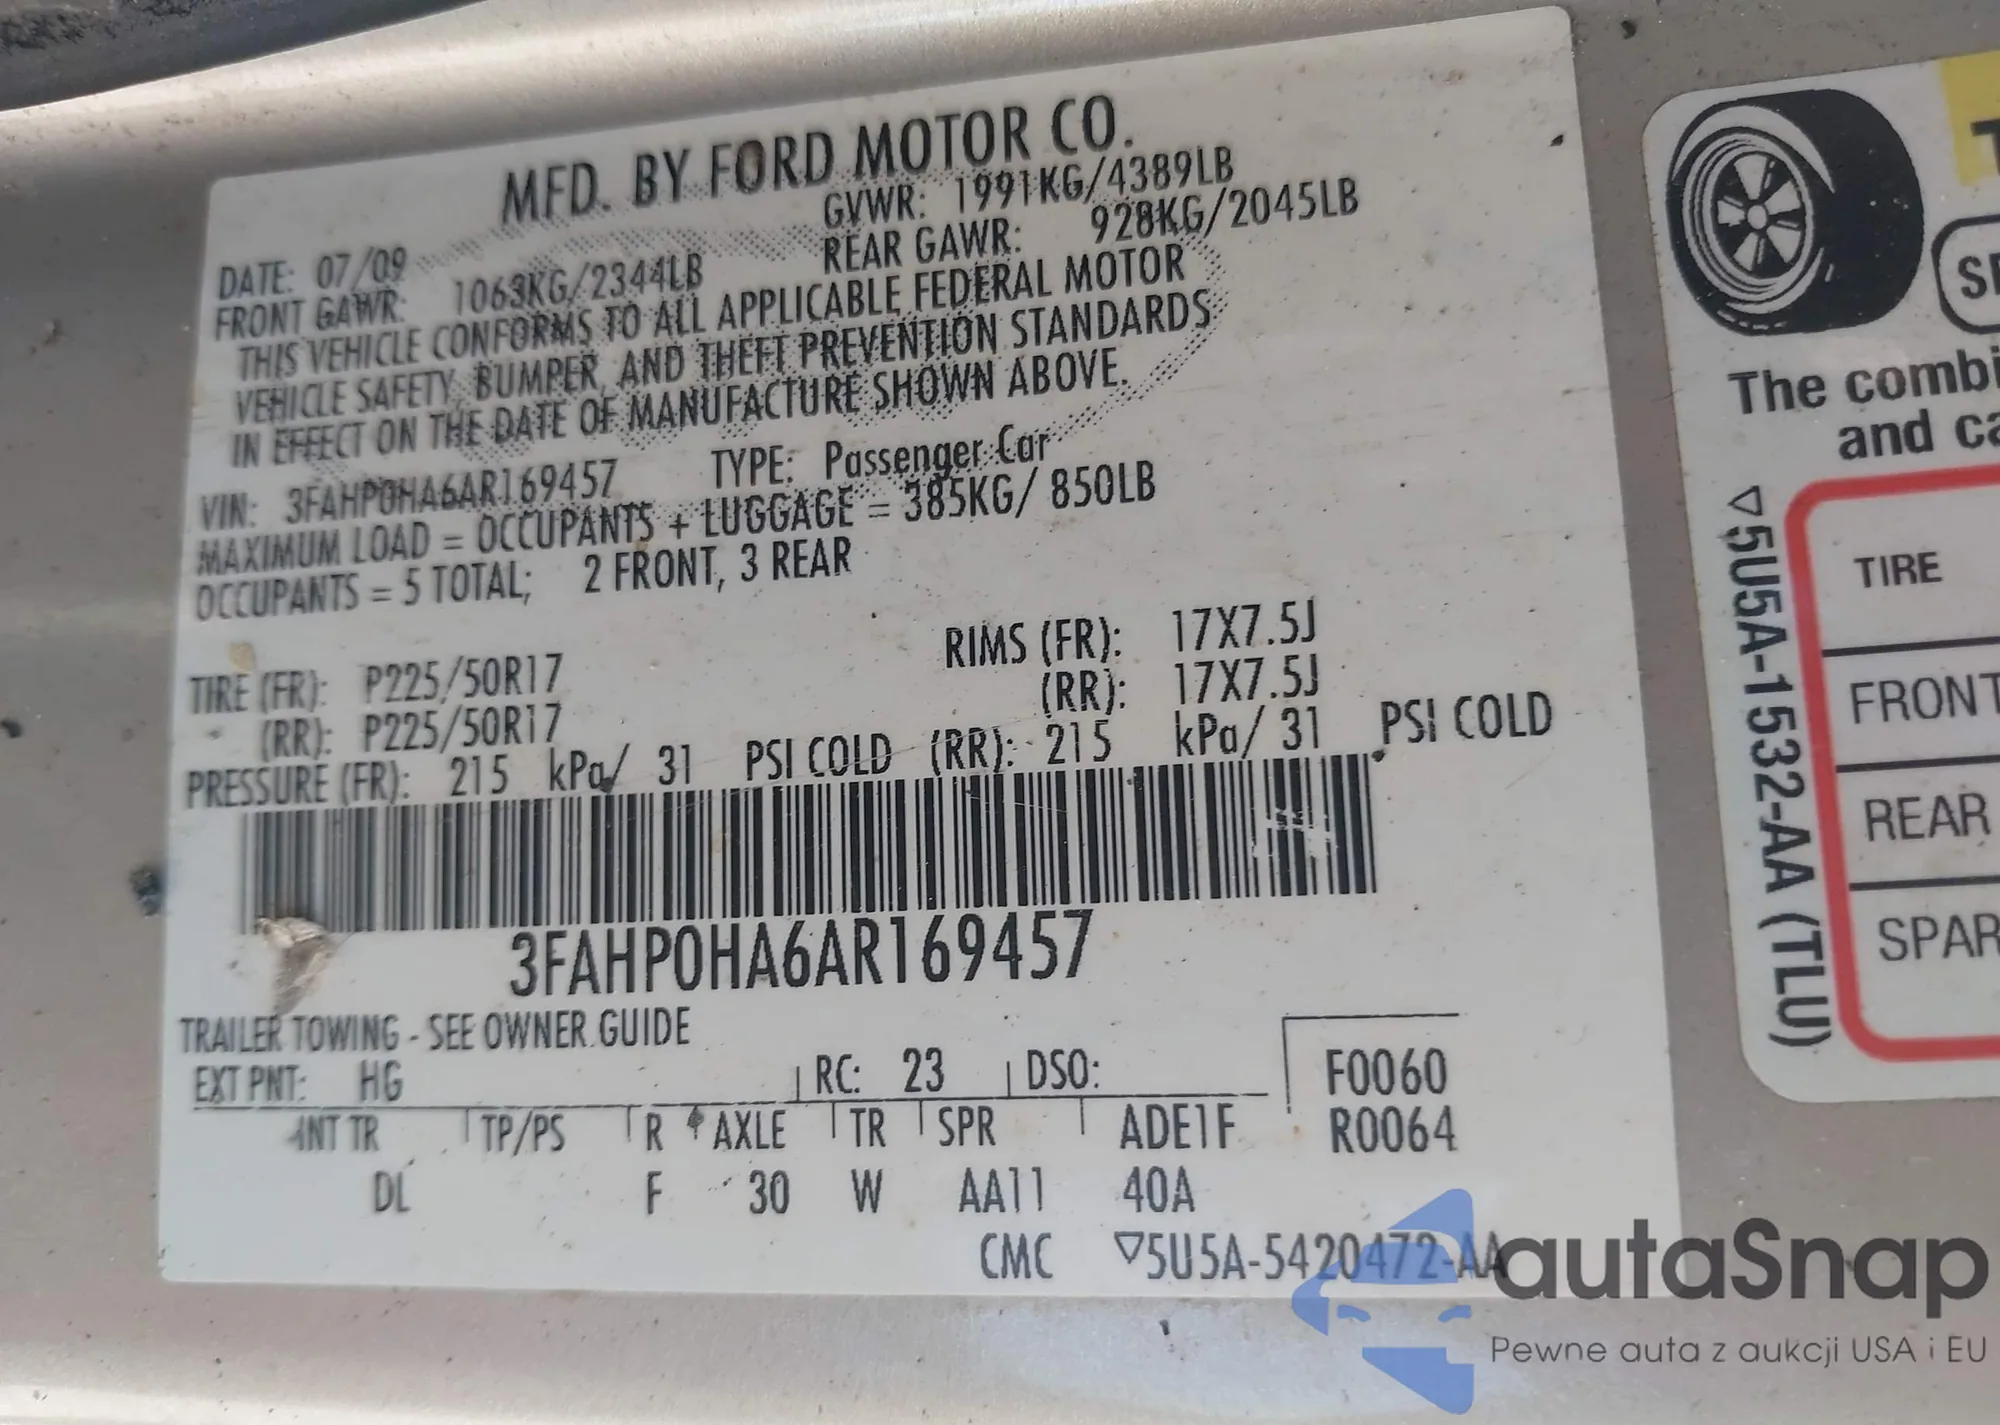 MFD. BY FORD MOTOR CO.
DATE: 07/09 GVWR: 1991KG/4389LB
FRONT GAWR: 1063KG/2344LB REAR GAWR: 928KG/2045LB
THIS VEHICLE CONFORMS TO ALL APPLICABLE FEDERAL MOTOR
VEHICLE SAFETY, BUMPER, AND THEFT PREVENTION STANDARDS
IN EFFECT ON THE DATE OF MANUFACTURE SHOWN ABOVE.
VIN: 3FAHP0HA6AR169457 TYPE: Passenger Car
MAXIMUM LOAD = OCCUPANTS + LUGGAGE = 385KG/ 850LB
OCCUPANTS = 5 TOTAL; 2 FRONT, 3 REAR
TIRE (FR): P225/50R17 RIMS (FR): 17X7.5J
(RR): P225/50R17 (RR): 17X7.5J
PRESSURE (FR): 215 kPa/ 31 PSI COLD (RR): 215 kPa/ 31 PSI COLD
3FAHP0HA6AR169457
TRAILER TOWING - SEE OWNER GUIDE
EXT PNT: HG RC: 23 DSO: F0060
INT TR TP/PS R AXLE TR SPR ADE1F R0064
DL F 30 W AA11 40A
CMC ▽5U5A-5420472-AA
The combi
and ca
▽5U5A-1532-AA (TLU)
TIRE
FRONT
REAR
SPAR
autaSnap
Pewne auta z aukcji USA i EU